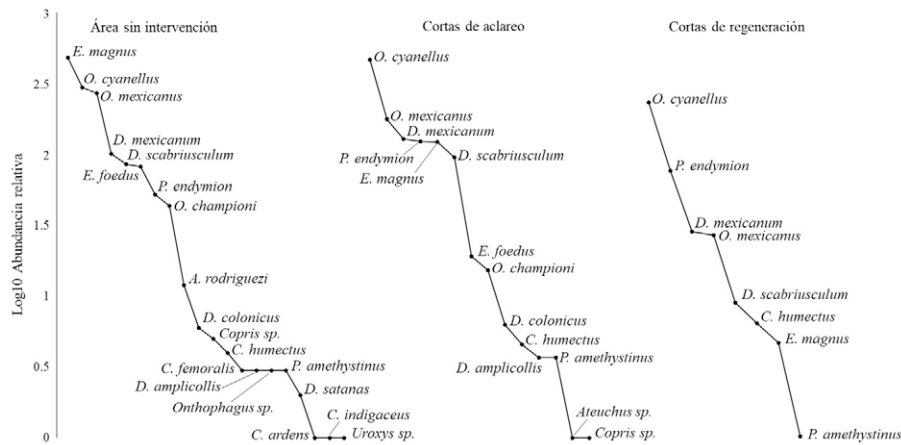 Log10 Abundancia relativa
3
2.5
2
1.5
1
0.5
0
Área sin intervención
E. magnus
O. cyanellus
O. mexicanus
D. mexicanum
D. scabriusculum
E. foedus
P. endymion
O. championi
A. rodriguezi
D. colonicus
Copris sp.
C. humectus
C. femoralis
P. amethystinus
D. amplicollis
D. satanas
Onthophagus sp.
C. indigaceus
C. ardens
Uroxys sp.
Cortas de aclareo
O. cyanellus
O. mexicanus
D. mexicanum
P. endymion
D. scabriusculum
E. magnus
E. foedus
O. championi
D. colonicus
C. humectus
P. amethystinus
D. amplicollis
Ateuchus sp.
Copris sp.
Cortas de regeneración
O. cyanellus
P. endymion
D. mexicanum
O. mexicanus
D. scabriusculum
C. humectus
E. magnus
P. amethystinus